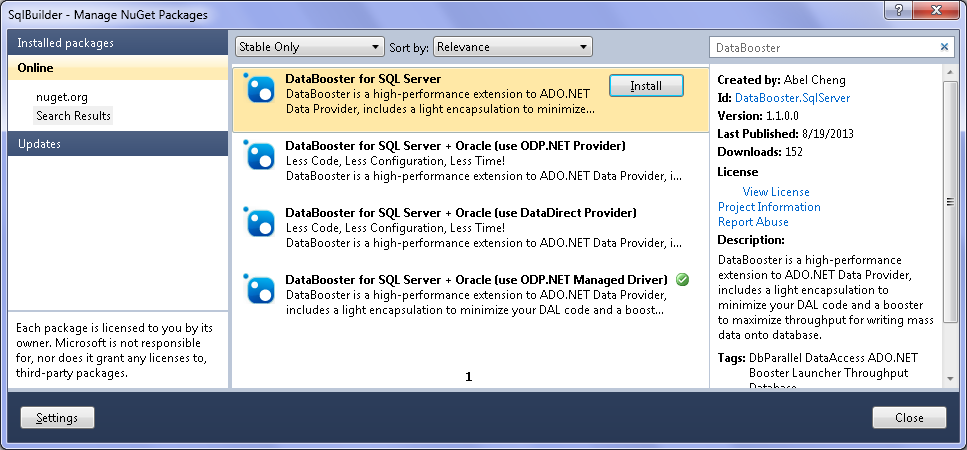 SqlBuilder - Manage NuGet Packages
Installed packages
Online
nuget.org
Search Results
Updates
Each package is licensed to you by its
owner. Microsoft is not responsible
for, nor does it grant any licenses to,
third-party packages.
Stable Only
Sort by: Relevance
DataBooster for SQL Server
DataBooster is a high-performance extension to ADO.NET
Data Provider, includes a light encapsulation to minimize...
Install
DataBooster for SQL Server + Oracle (use ODP.NET Provider)
Less Code, Less Configuration, Less Time!
DataBooster is a high-performance extension to ADO.NET Data Provider, i...
DataBooster for SQL Server + Oracle (use DataDirect Provider)
Less Code, Less Configuration, Less Time!
DataBooster is a high-performance extension to ADO.NET Data Provider, i...
DataBooster for SQL Server + Oracle (use ODP.NET Managed Driver)
DataBooster is a high-performance extension to ADO.NET Data Provider,
includes a light encapsulation to minimize your DAL code and a boost...
1
DataBooster
Created by: Abel Cheng
Id: DataBooster.SqlServer
Version: 1.1.0.0
Last Published: 8/19/2013
Downloads: 152
License
View License
Project Information
Report Abuse
Description:
DataBooster is a high-performance
extension to ADO.NET Data Provider,
includes a light encapsulation to
minimize your DAL code and a booster
to maximize throughput for writing mass
data onto database.
Tags: DbParallel DataAccess ADO.NET
Booster Launcher Throughput
Database
Settings
Close